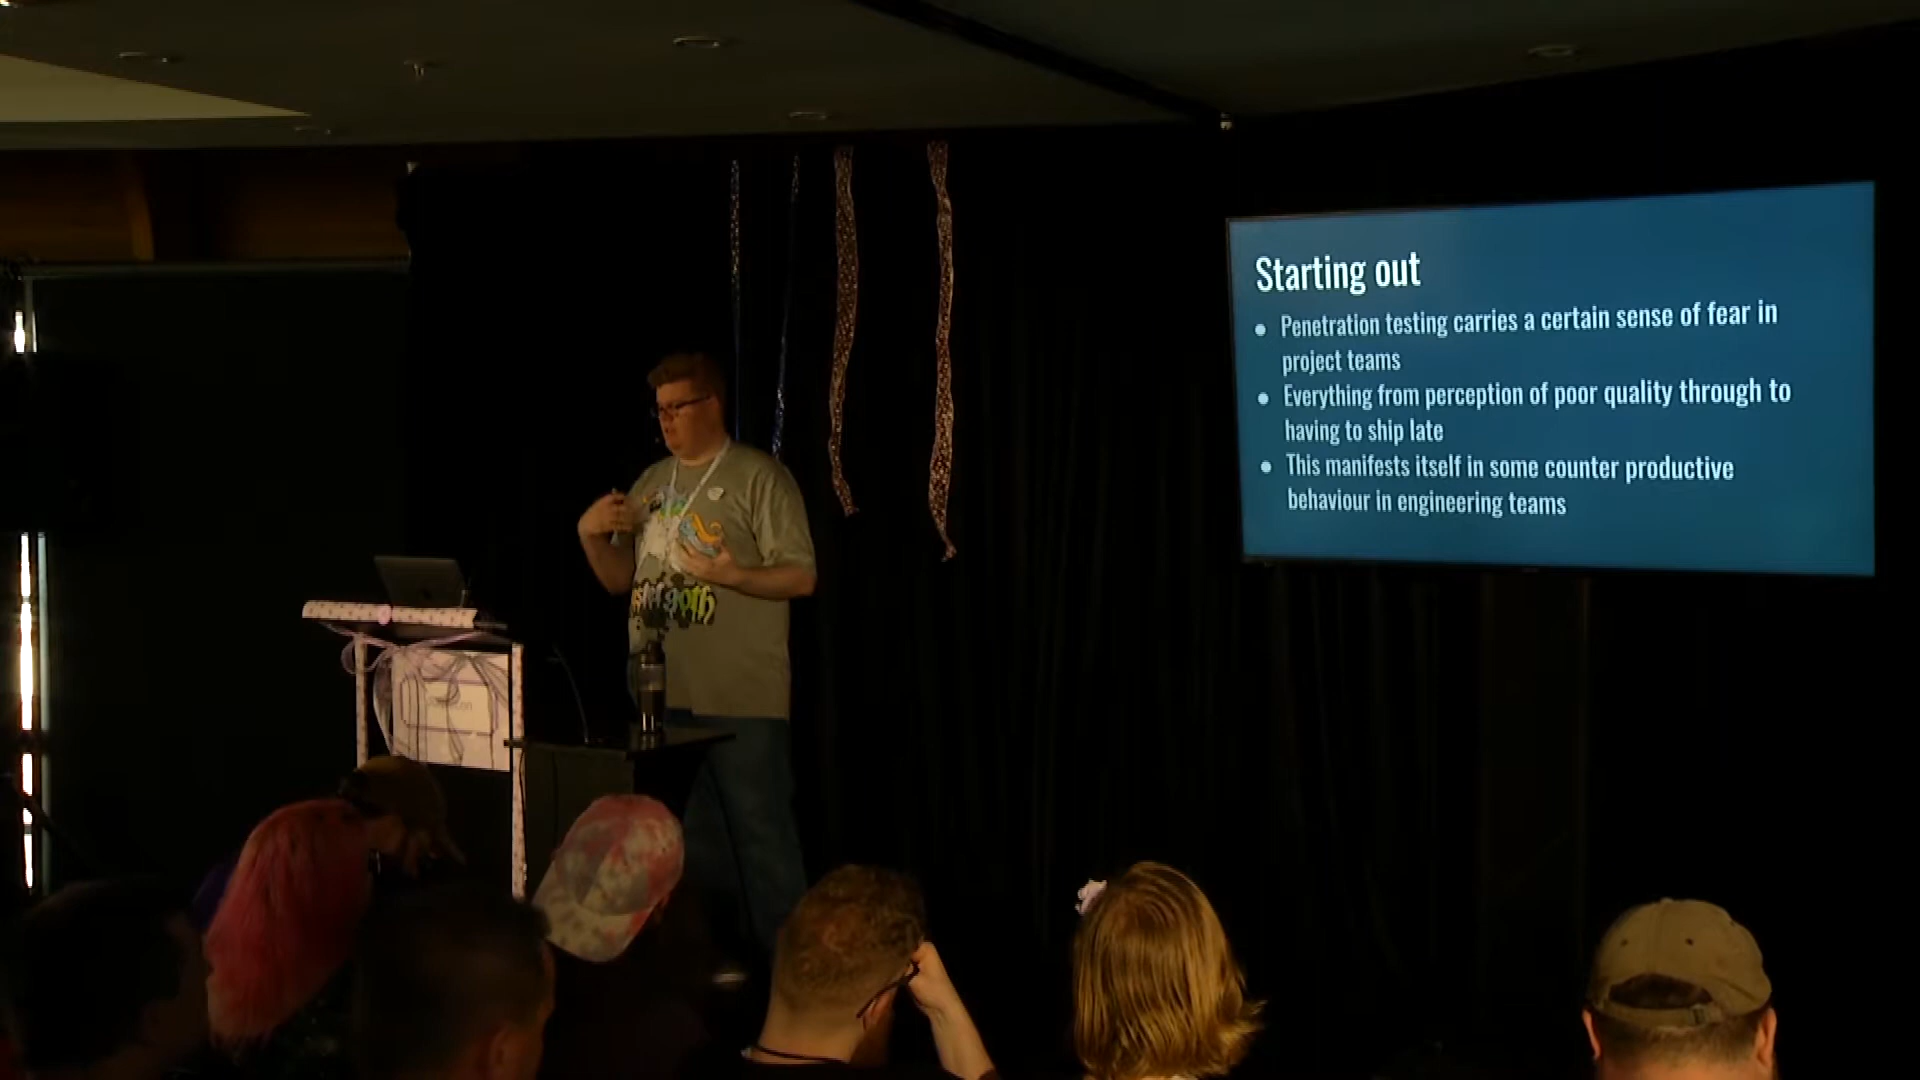 Starting out
Penetration testing carries a certain sense of fear in
project teams
Everything from perception of poor quality through to
having to ship late
This manifests itself in some counter productive
behaviour in engineering teams
goth